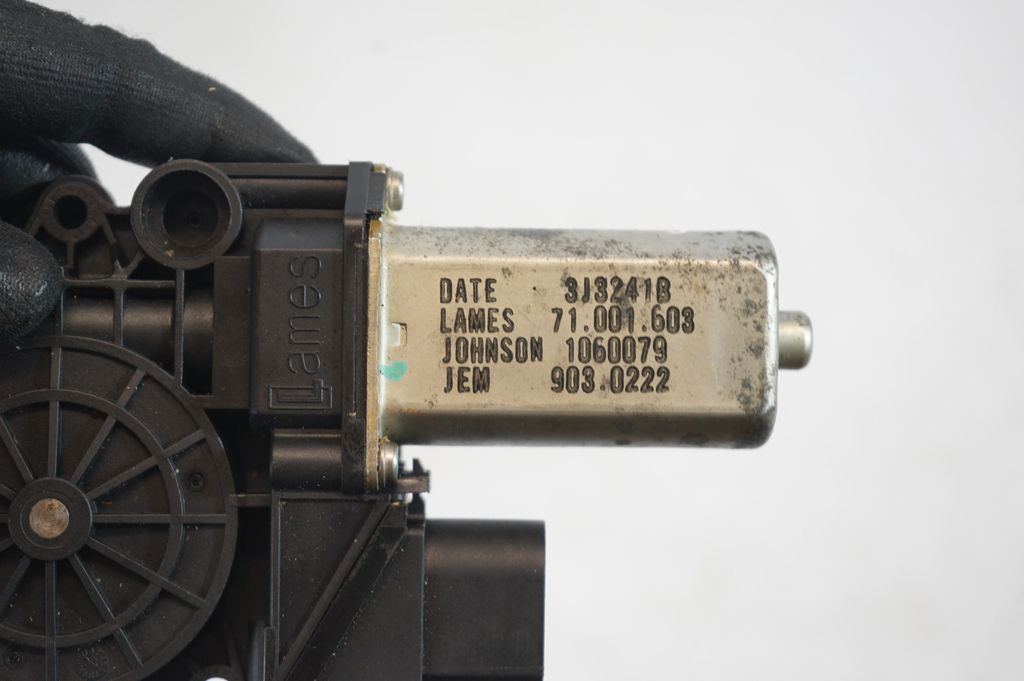 Lames
DATE 3J3241B
LAMES 71.001.603
JOHNSON 1060079
JEM 903.0222